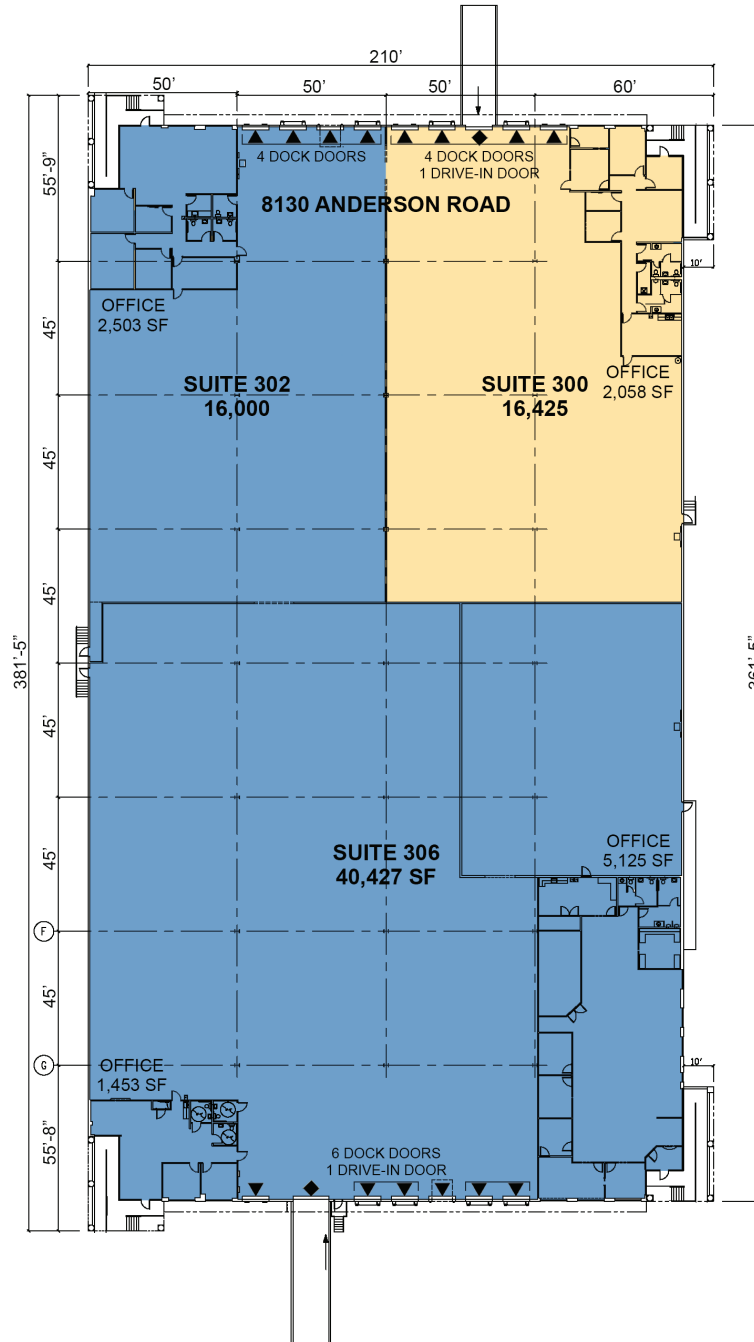 210'
50'
50'
50'
60'
4 DOCK DOORS
4 DOCK DOORS
1 DRIVE-IN DOOR
8130 ANDERSON ROAD
55'-9"
10'
OFFICE
2,503 SF
45'
SUITE 302
16,000
SUITE 300
16,425
OFFICE
2,058 SF
45'
45'
381'-5"
361'-5"
45'
SUITE 306
40,427 SF
OFFICE
5,125 SF
45'
F
45'
G
10'
OFFICE
1,453 SF
55'-8"
6 DOCK DOORS
1 DRIVE-IN DOOR